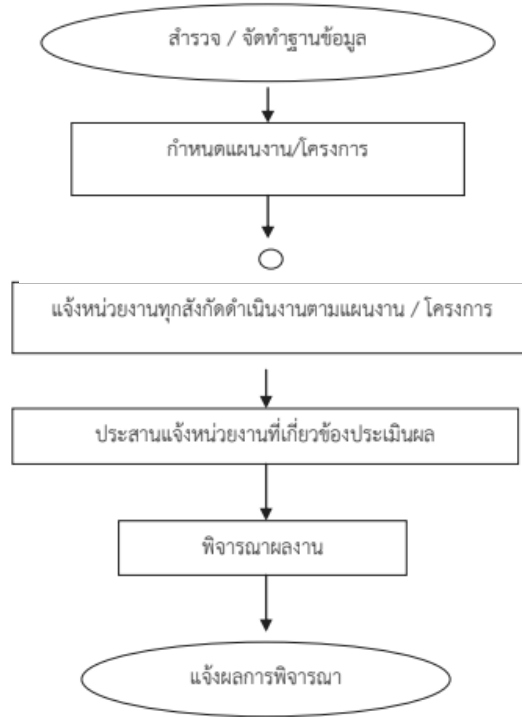 สำรวจ / จัดทำฐานข้อมูล
กำหนดแผนงาน/โครงการ
แจ้งหน่วยงานทุกสังกัดดำเนินงานตามแผนงาน / โครงการ
ประสานแจ้งหน่วยงานที่เกี่ยวข้องประเมินผล
พิจารณาผลงาน
แจ้งผลการพิจารณา